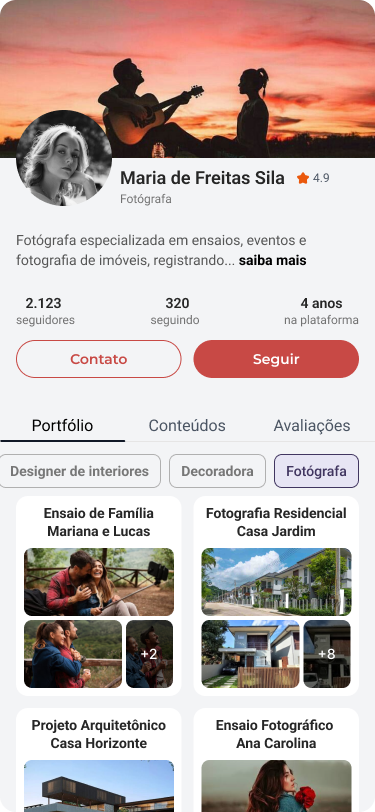 Maria de Freitas Sila 4.9
Fotógrafa
Fotógrafa especializada em ensaios, eventos e
fotografia de imóveis, registrando... saiba mais
2.123 320 4 anos
seguidores seguindo na plataforma
Contato Seguir
Portfólio Conteúdos Avaliações
Designer de interiores Decoradora Fotógrafa
Ensaio de Família
Mariana e Lucas
+2
Fotografia Residencial
Casa Jardim
+8
Projeto Arquitetônico
Casa Horizonte
Ensaio Fotográfico
Ana Carolina